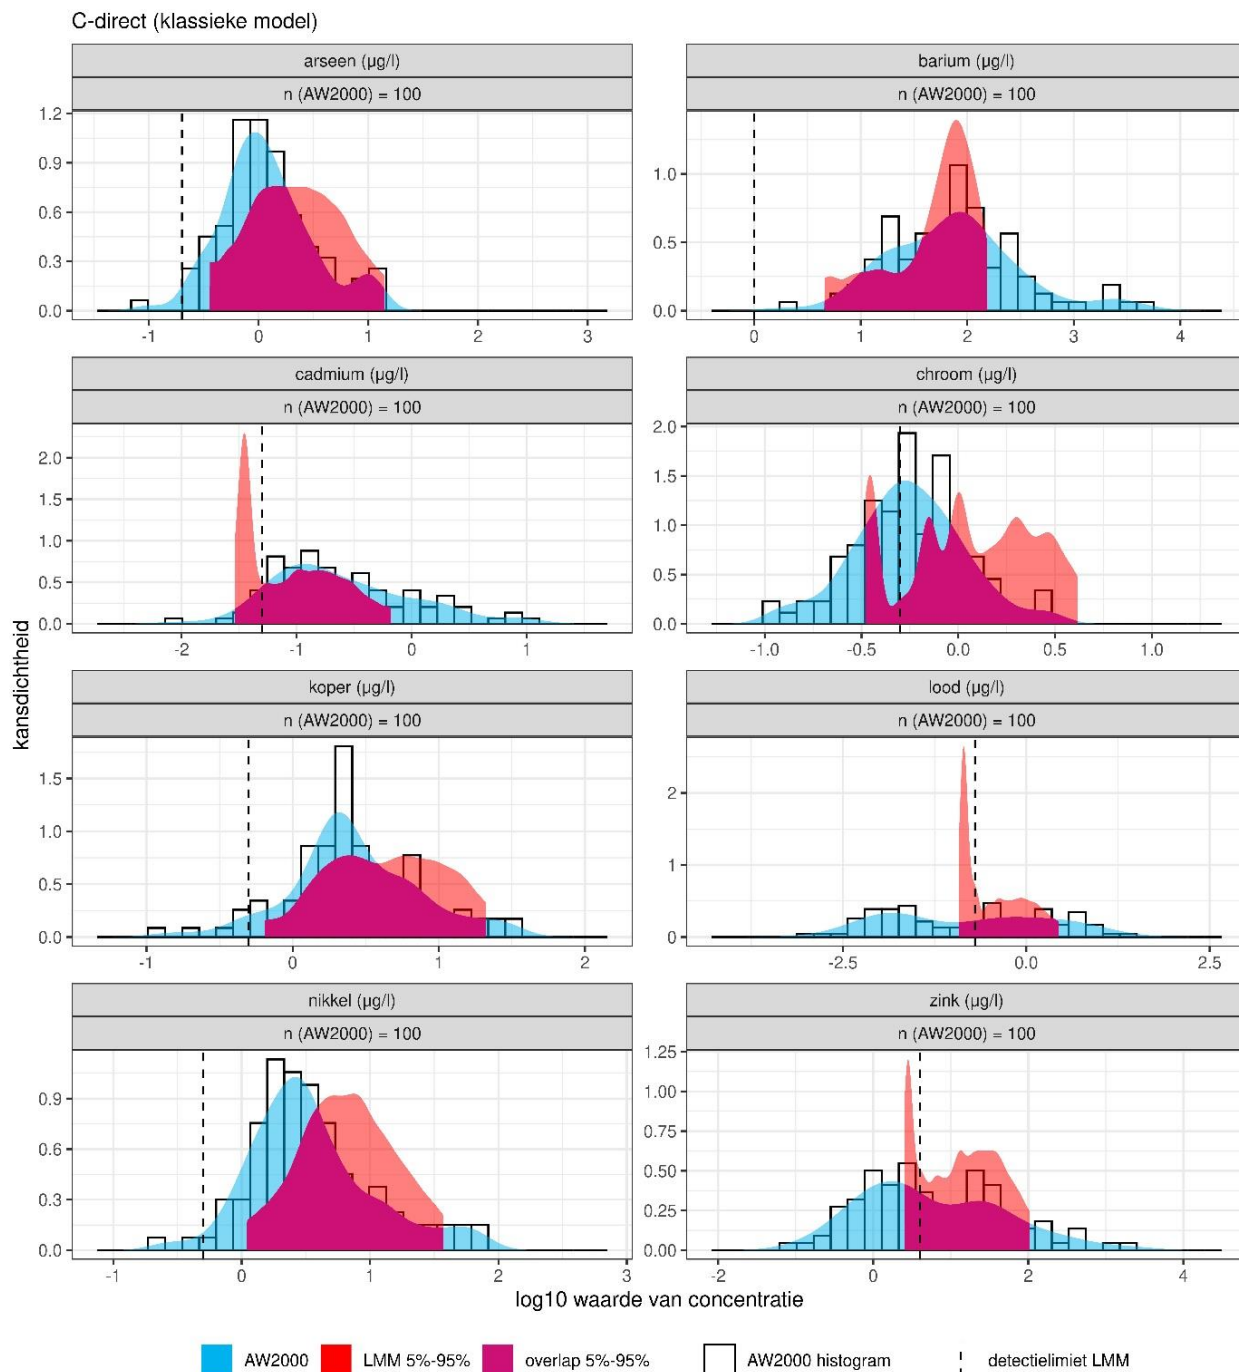 C-direct (klassieke model)
arseen (µg/l)
n (AW2000) = 100
1.2
0.9
0.6
0.3
0.0
-1 0 1 2 3
barium (µg/l)
n (AW2000) = 100
1.0
0.5
0.0
0 1 2 3 4
cadmium (µg/l)
n (AW2000) = 100
2.0
1.5
1.0
0.5
0.0
-2 -1 0 1
chroom (µg/l)
n (AW2000) = 100
2.0
1.5
1.0
0.5
0.0
-1.0 -0.5 0.0 0.5 1.0
kansdichtheid
koper (µg/l)
n (AW2000) = 100
1.5
1.0
0.5
0.0
-1 0 1 2
lood (µg/l)
n (AW2000) = 100
2
1
0
-2.5 0.0 2.5
nikkel (µg/l)
n (AW2000) = 100
0.9
0.6
0.3
0.0
-1 0 1 2 3
zink (µg/l)
n (AW2000) = 100
1.25
1.00
0.75
0.50
0.25
0.00
-2 0 2 4
log10 waarde van concentratie
AW2000 LMM 5%-95% overlap 5%-95% AW2000 histogram detectielimiet LMM